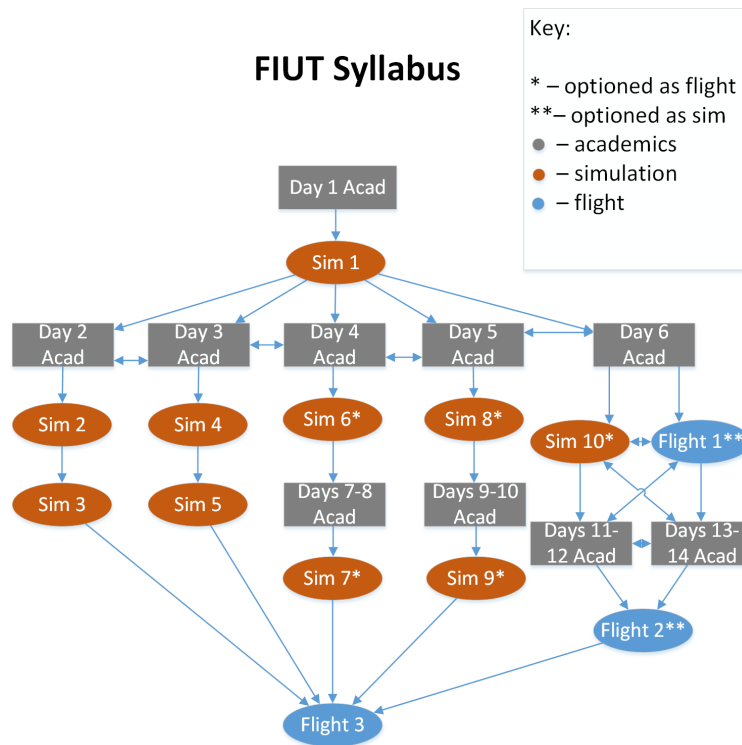 FIUT Syllabus
Key:
* – optioned as flight
**– optioned as sim
– academics
– simulation
– flight
Day 1 Acad
Sim 1
Day 2
Acad
Day 3
Acad
Day 4
Acad
Day 5
Acad
Day 6
Acad
Sim 2
Sim 4
Sim 6*
Sim 8*
Sim 10*
Flight 1**
Sim 3
Sim 5
Days 7-8
Acad
Days 9-10
Acad
Days 11-
12 Acad
Days 13-
14 Acad
Sim 7*
Sim 9*
Flight 2**
Flight 3